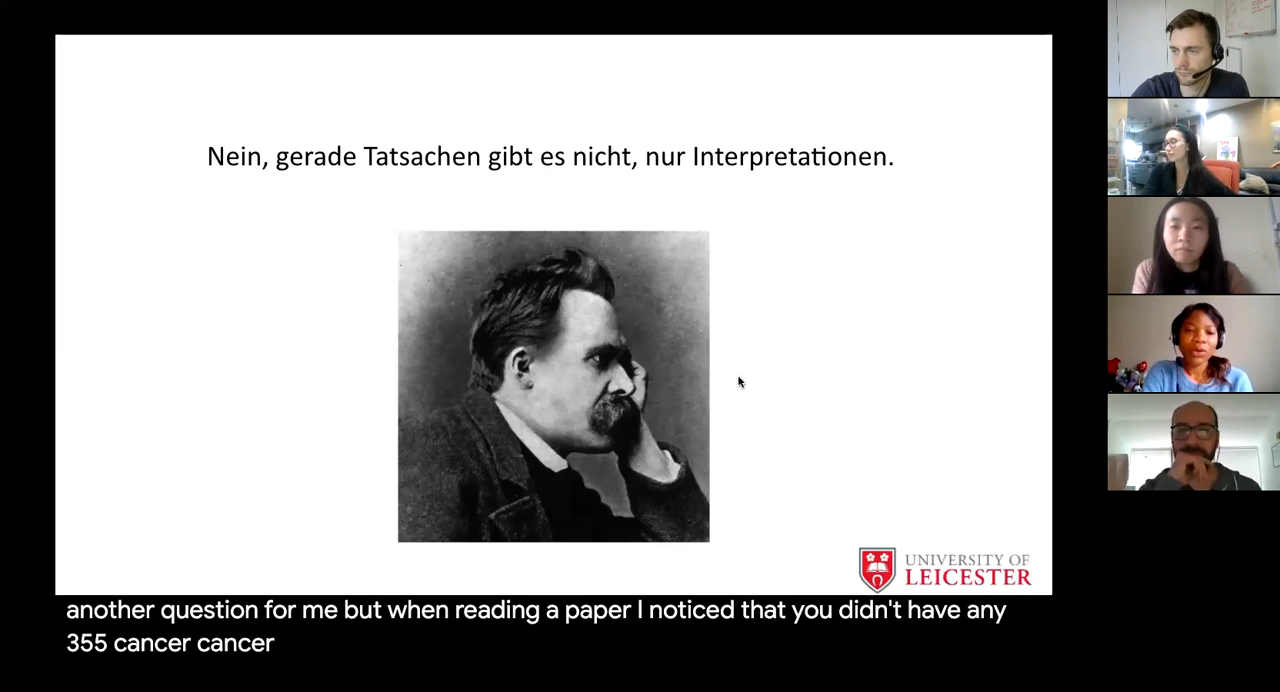 Nein, gerade Tatsachen gibt es nicht, nur Interpretationen.
UNIVERSITY OF
LEICESTER
another question for me but when reading a paper I noticed that you didn't have any
355 cancer cancer